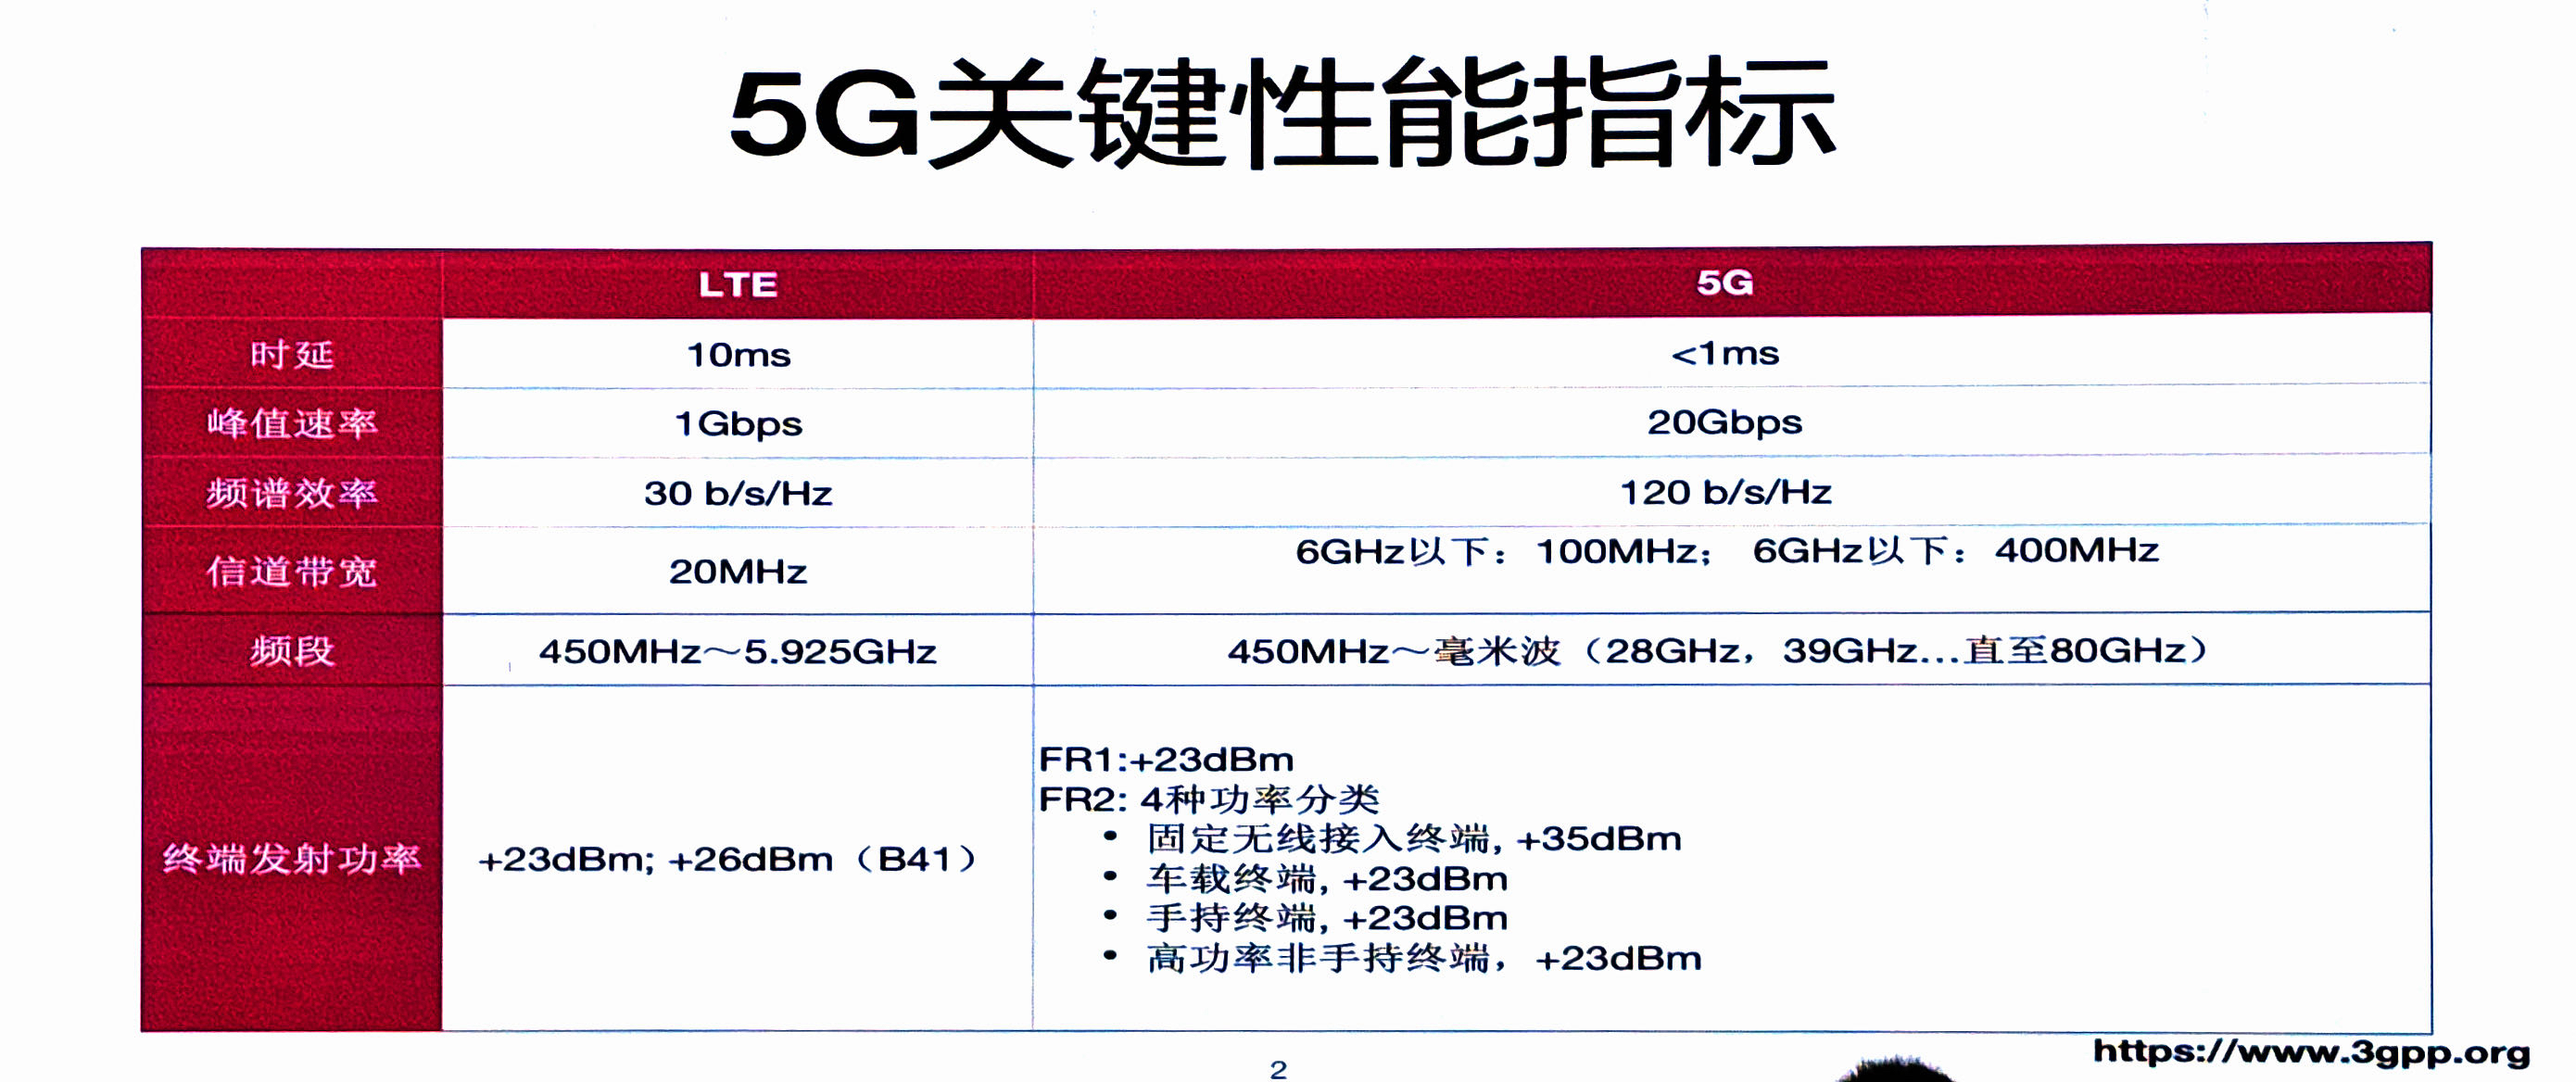 5G关键性能指标
LTE 5G
时延 10ms <1ms
峰值速率 1Gbps 20Gbps
频谱效率 30 b/s/Hz 120 b/s/Hz
信道带宽 20MHz 6GHz以下：100MHz； 6GHz以下：400MHz
频段 450MHz～5.925GHz 450MHz～毫米波（28GHz，39GHz...直至80GHz）
终端发射功率 +23dBm; +26dBm（B41）
FR1:+23dBm
FR2: 4种功率分类
• 固定无线接入终端, +35dBm
• 车载终端, +23dBm
• 手持终端, +23dBm
• 高功率非手持终端，+23dBm
https://www.3gpp.org
2